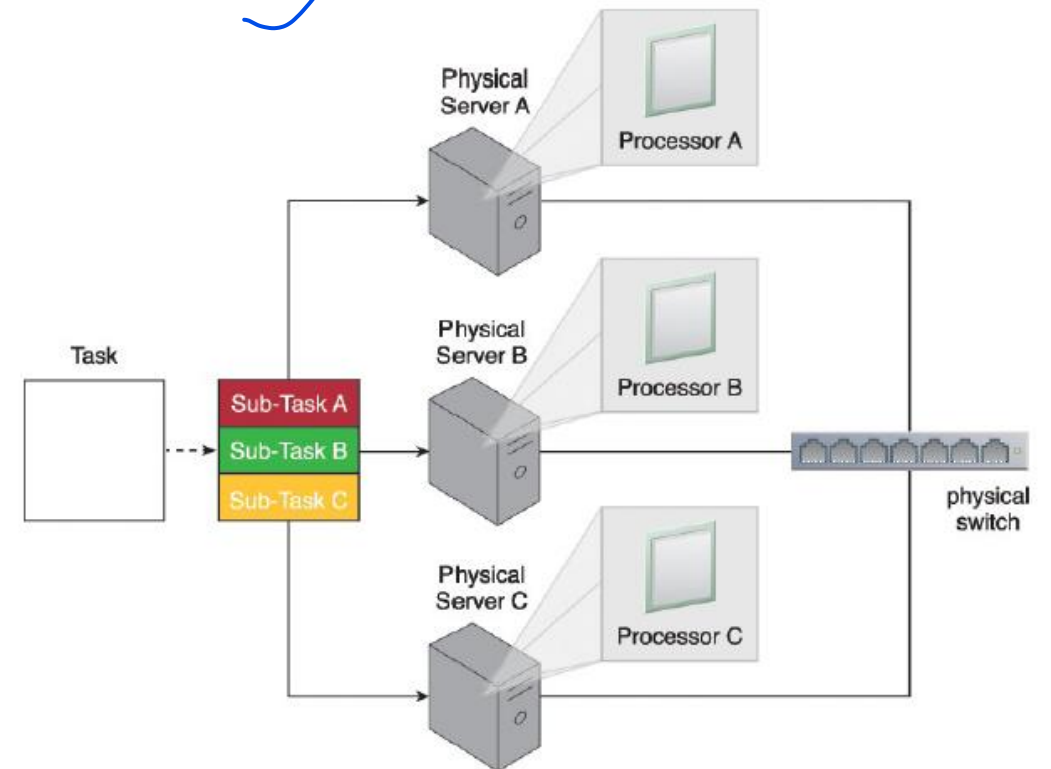 Physical
Server A
Processor A
Physical
Server B
Processor B
Task
Sub-Task A
Sub-Task B
Sub-Task C
physical
switch
Physical
Server C
Processor C